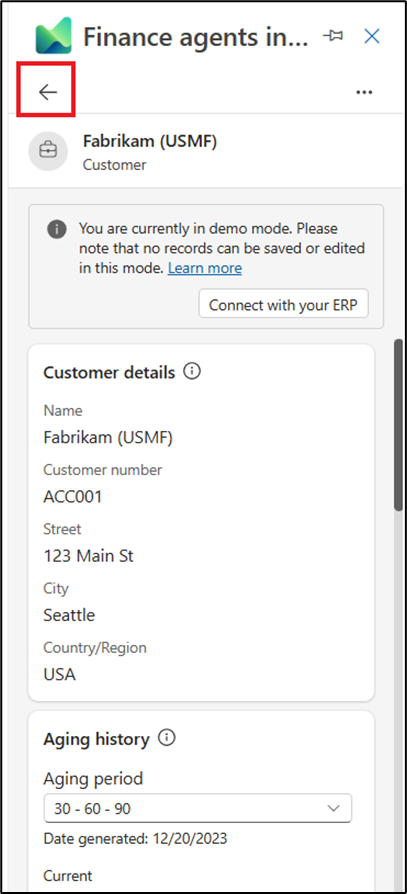 Finance agents in...
Fabrikam (USMF)
Customer
You are currently in demo mode. Please
note that no records can be saved or edited
in this mode. Learn more
Connect with your ERP
Customer details
Name
Fabrikam (USMF)
Customer number
ACC001
Street
123 Main St
City
Seattle
Country/Region
USA
Aging history
Aging period
30 - 60 - 90
Date generated: 12/20/2023
Current